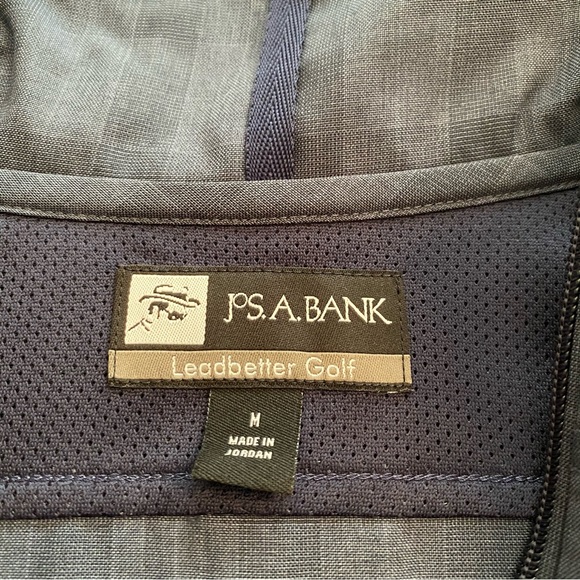 JOS. A. BANK
Leadbetter Golf
M
MADE IN
JORDAN